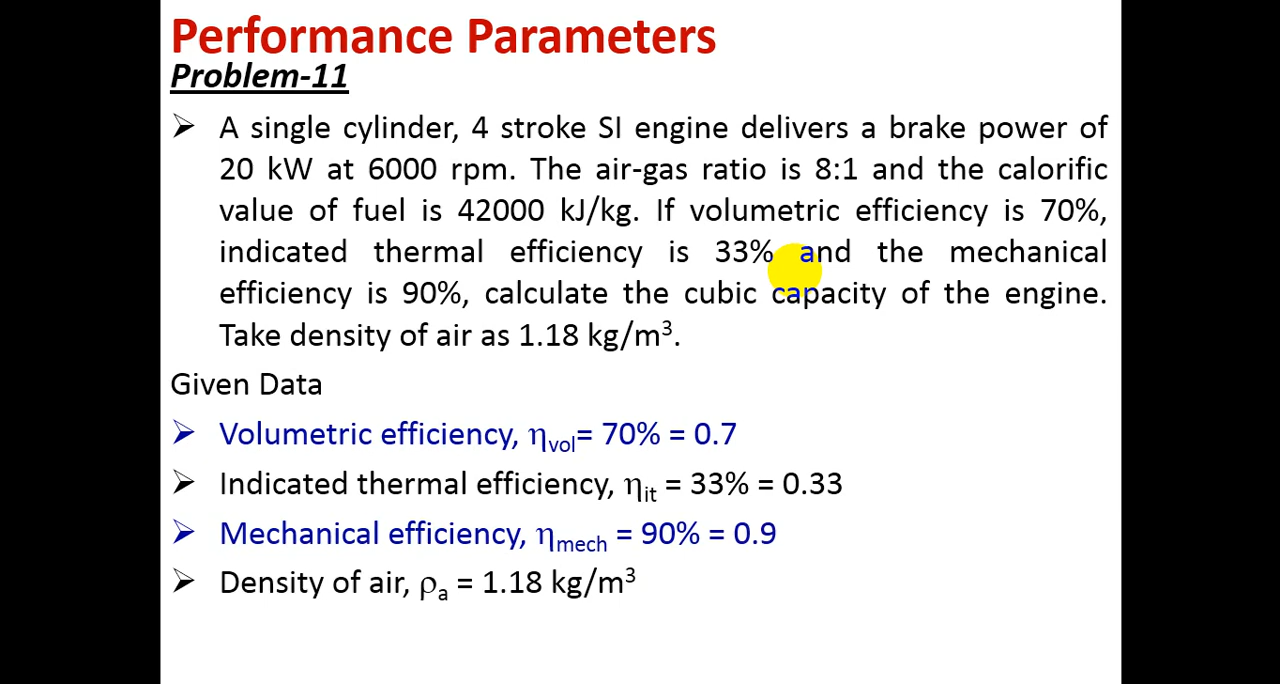 Performance Parameters
Problem-11
➢ A single cylinder, 4 stroke SI engine delivers a brake power of
20 kW at 6000 rpm. The air-gas ratio is 8:1 and the calorific
value of fuel is 42000 kJ/kg. If volumetric efficiency is 70%,
indicated thermal efficiency is 33% and the mechanical
efficiency is 90%, calculate the cubic capacity of the engine.
Take density of air as 1.18 kg/m³.
Given Data
➢ Volumetric efficiency, ηvol= 70% = 0.7
➢ Indicated thermal efficiency, ηit = 33% = 0.33
➢ Mechanical efficiency, ηmech = 90% = 0.9
➢ Density of air, ρa = 1.18 kg/m³